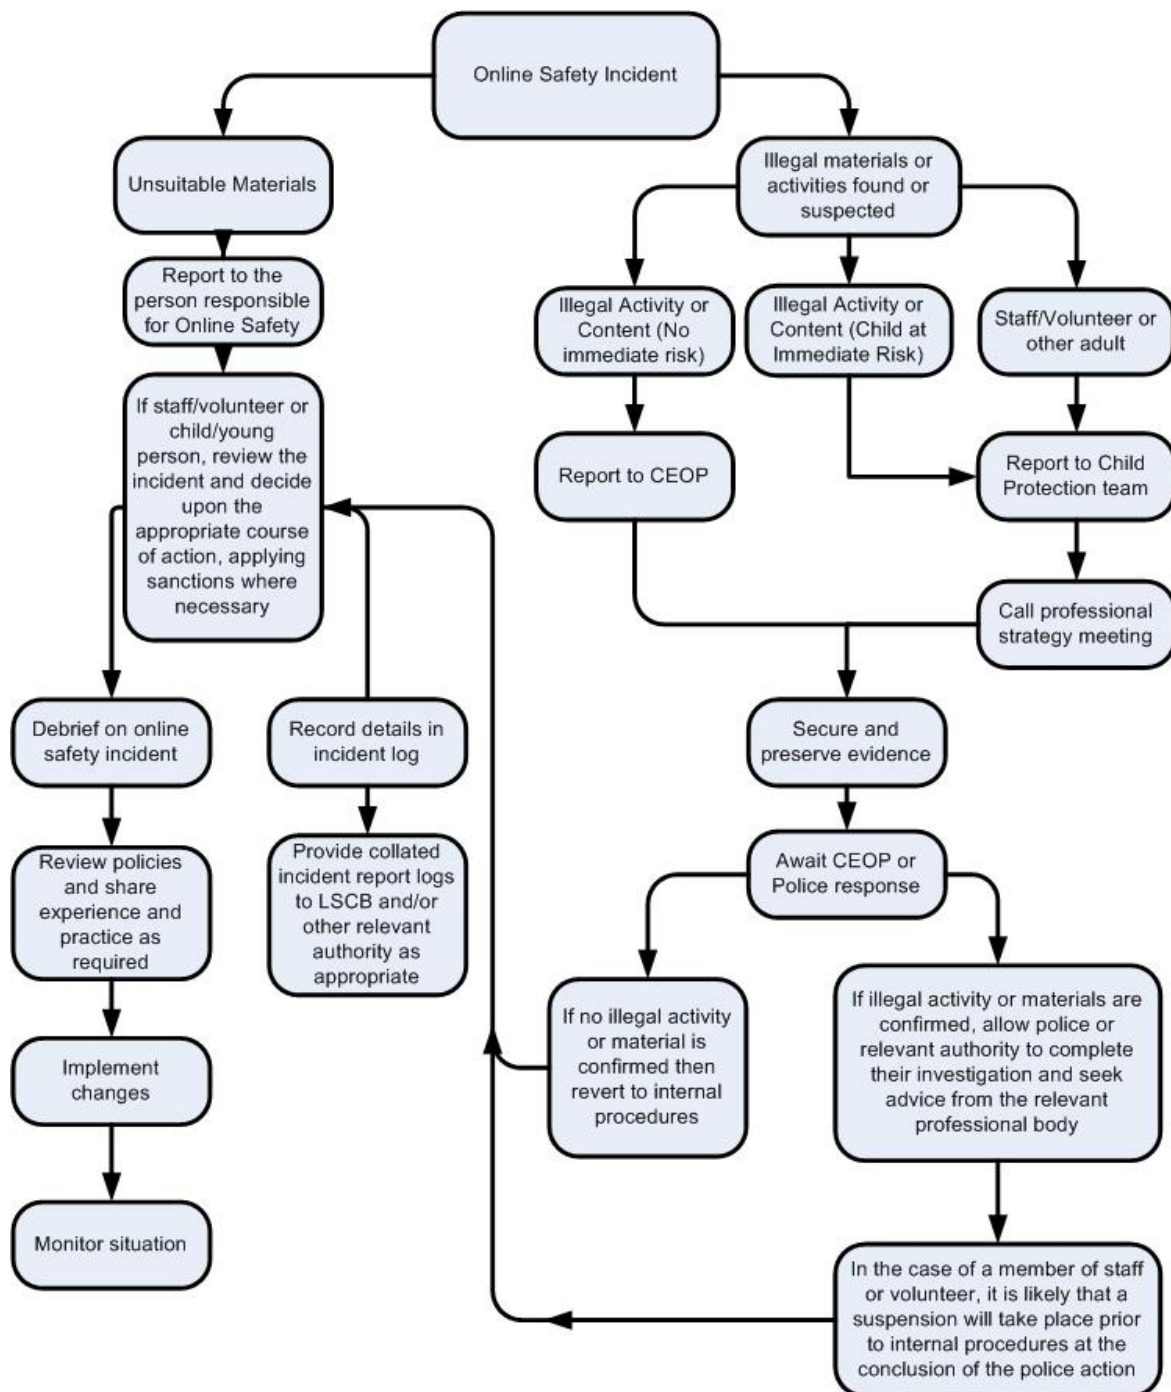 Online Safety Incident
Unsuitable Materials
Report to the
person responsible
for Online Safety
If staff/volunteer or
child/young
person, review the
incident and decide
upon the
appropriate course
of action, applying
sanctions where
necessary
Debrief on online
safety incident
Review policies
and share
experience and
practice as
required
Implement
changes
Monitor situation
Record details in
incident log
Provide collated
incident report logs
to LSCB and/or
other relevant
authority as
appropriate
Illegal materials or
activities found or
suspected
Illegal Activity or
Content (No
immediate risk)
Illegal Activity or
Content (Child at
Immediate Risk)
Staff/Volunteer or
other adult
Report to CEOP
Report to Child
Protection team
Call professional
strategy meeting
Secure and
preserve evidence
Await CEOP or
Police response
If no illegal activity
or material is
confirmed then
revert to internal
procedures
If illegal activity or materials are
confirmed, allow police or
relevant authority to complete
their investigation and seek
advice from the relevant
professional body
In the case of a member of staff
or volunteer, it is likely that a
suspension will take place prior
to internal procedures at the
conclusion of the police action